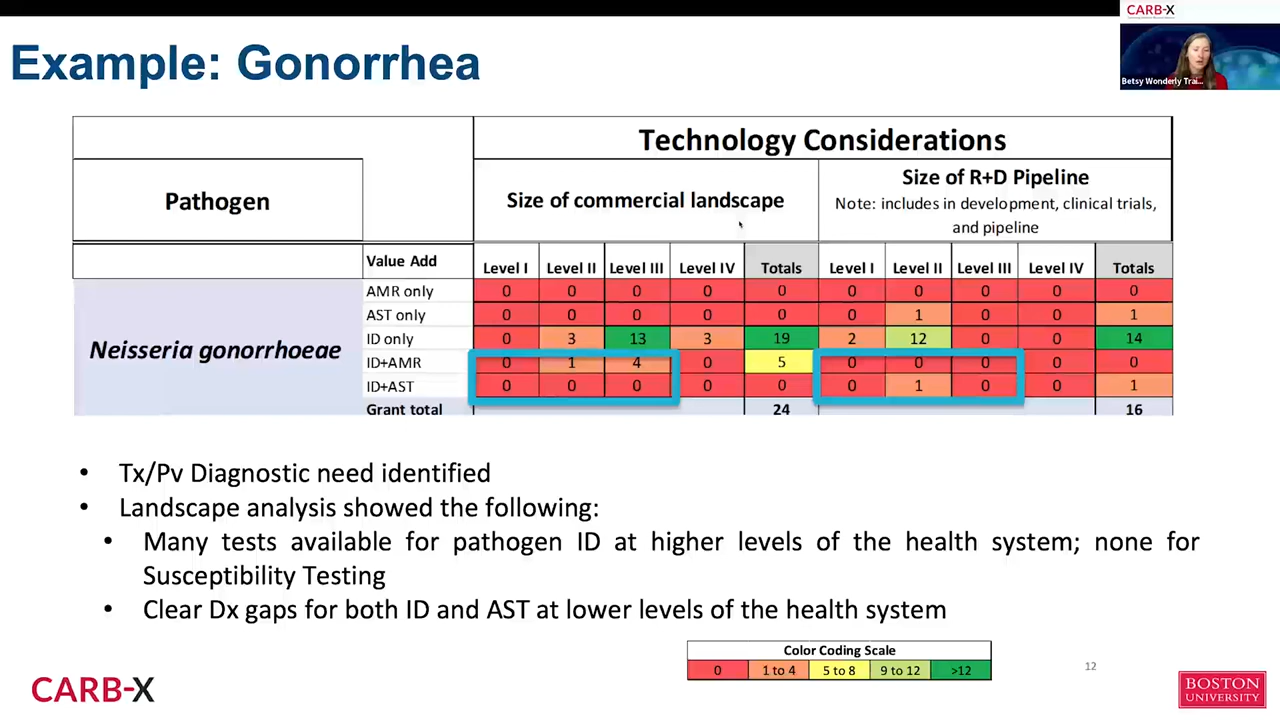 CARB-X
Betsy Wonderly Trai...
Example: Gonorrhea
Technology Considerations
Pathogen
Size of commercial landscape
Size of R+D Pipeline
Note: includes in development, clinical trials,
and pipeline
Value Add Level I Level II Level III Level IV Totals Level I Level II Level III Level IV Totals
Neisseria gonorrhoeae
AMR only 0 0 0 0 0 0 0 0 0 0
AST only 0 0 0 0 0 0 1 0 0 1
ID only 0 3 13 3 19 2 12 0 0 14
ID+AMR 0 1 4 0 5 0 0 0 0 0
ID+AST 0 0 0 0 0 0 1 0 0 1
Grant total 24 16
• Tx/Pv Diagnostic need identified
• Landscape analysis showed the following:
• Many tests available for pathogen ID at higher levels of the health system; none for
Susceptibility Testing
• Clear Dx gaps for both ID and AST at lower levels of the health system
Color Coding Scale
0 1 to 4 5 to 8 9 to 12 >12
12
CARB-X
BOSTON
UNIVERSITY